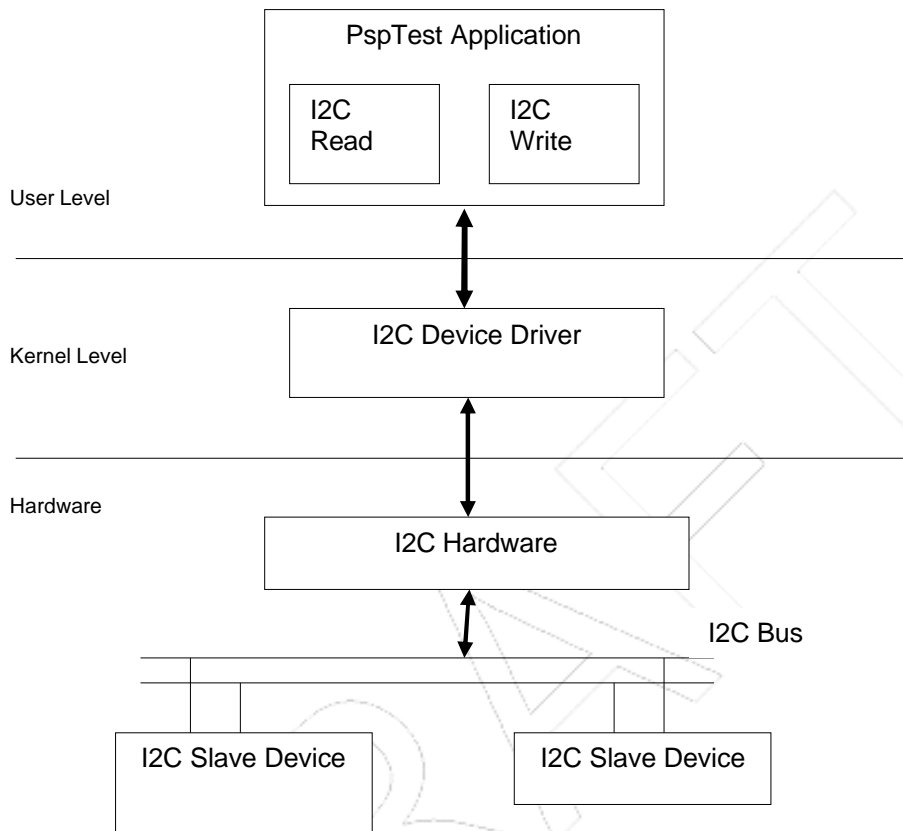 PspTest Application
I2C
Read
I2C
Write
User Level
I2C Device Driver
Kernel Level
Hardware
I2C Hardware
I2C Bus
I2C Slave Device
I2C Slave Device
DRAFT